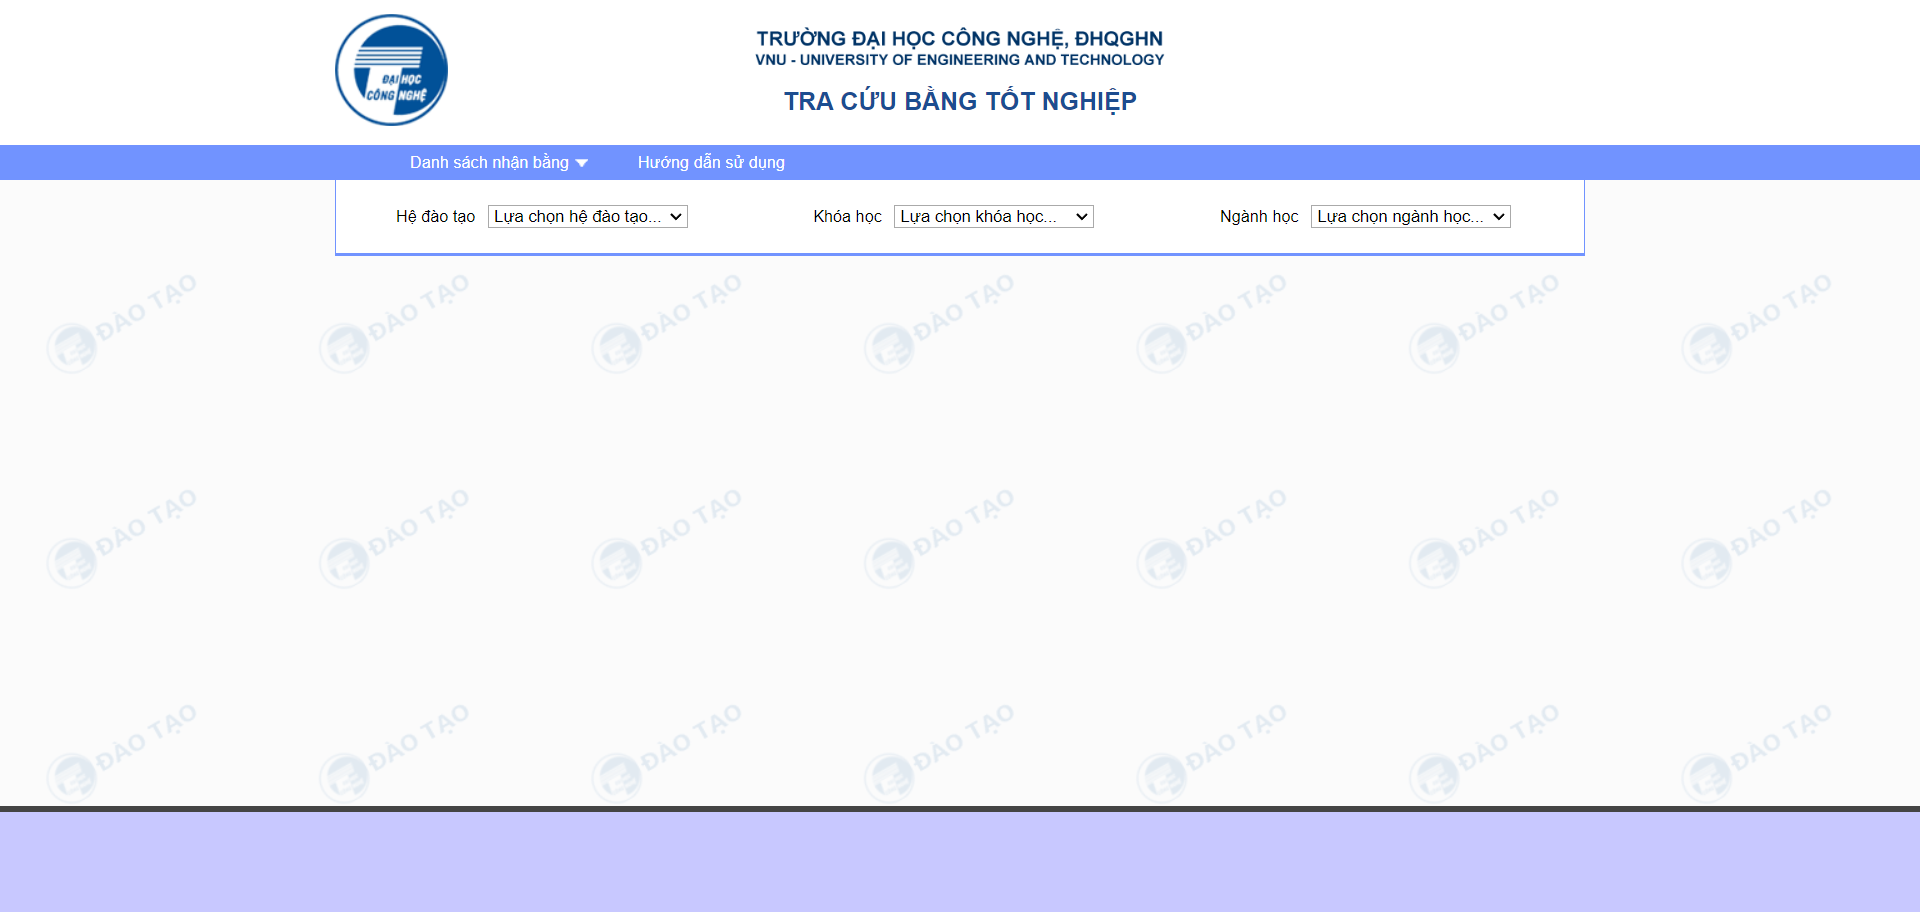 ĐẠI HỌC
CÔNG NGHỆ
TRƯỜNG ĐẠI HỌC CÔNG NGHỆ, ĐHQGHN
VNU - UNIVERSITY OF ENGINEERING AND TECHNOLOGY
TRA CỨU BẰNG TỐT NGHIỆP
Danh sách nhận bằng Hướng dẫn sử dụng
Hệ đào tạo Lựa chọn hệ đào tạo... Khóa học Lựa chọn khóa học... Ngành học Lựa chọn ngành học...
ĐÀO TẠO ĐÀO TẠO ĐÀO TẠO ĐÀO TẠO ĐÀO TẠO ĐÀO TẠO ĐÀO TẠO
ĐÀO TẠO ĐÀO TẠO ĐÀO TẠO ĐÀO TẠO ĐÀO TẠO ĐÀO TẠO ĐÀO TẠO
ĐÀO TẠO ĐÀO TẠO ĐÀO TẠO ĐÀO TẠO ĐÀO TẠO ĐÀO TẠO ĐÀO TẠO